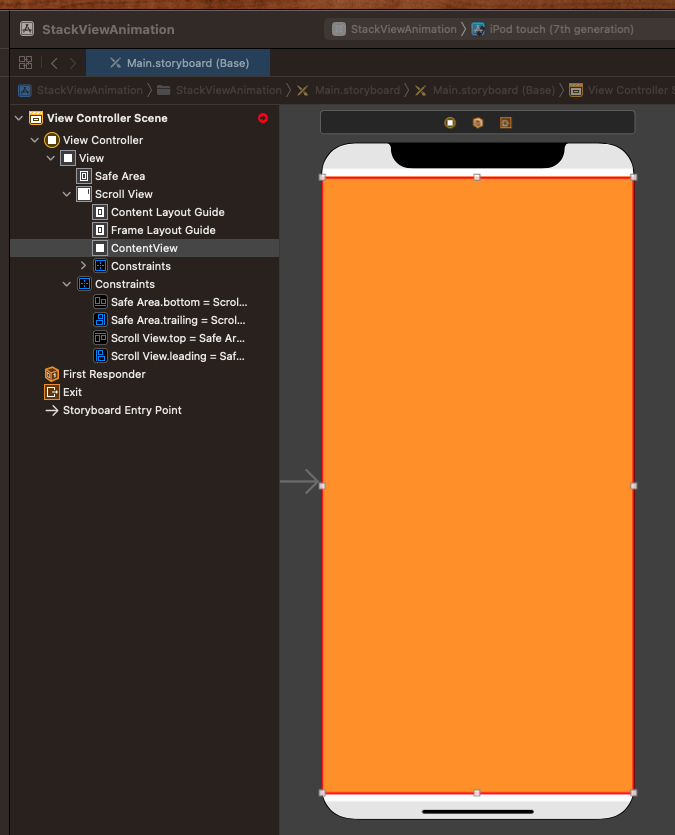 StackViewAnimation
StackViewAnimation iPod touch (7th generation)
Main.storyboard (Base)
StackViewAnimation StackViewAnimation Main.storyboard Main.storyboard (Base) View Controller
View Controller Scene
View Controller
View
Safe Area
Scroll View
Content Layout Guide
Frame Layout Guide
ContentView
Constraints
Constraints
Safe Area.bottom = Scrol...
Safe Area.trailing = Scrol...
Scroll View.top = Safe Ar...
Scroll View.leading = Saf...
First Responder
Exit
Storyboard Entry Point